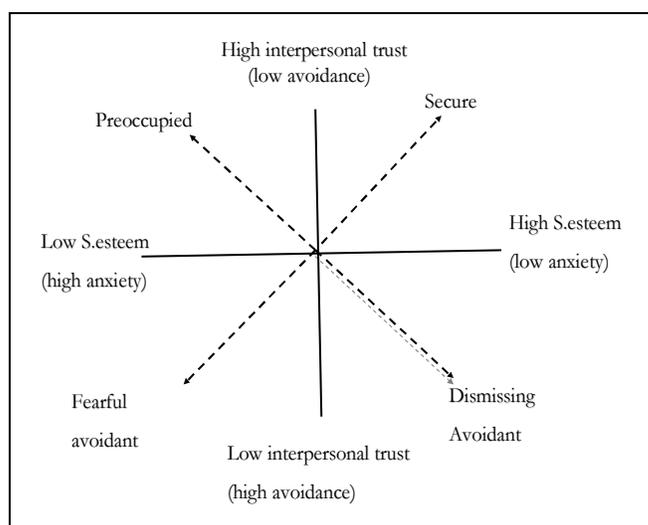 High interpersonal trust
(low avoidance)
Secure
Preoccupied
High S.esteem
(low anxiety)
Low S.esteem
(high anxiety)
Fearful
avoidant
Dismissing
Avoidant
Low interpersonal trust
(high avoidance)